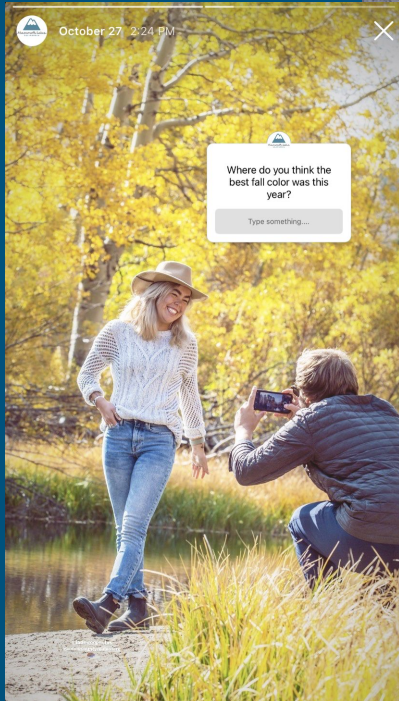 October 27 2:24 PM
Where do you think the
best fall color was this
year?
Type something....